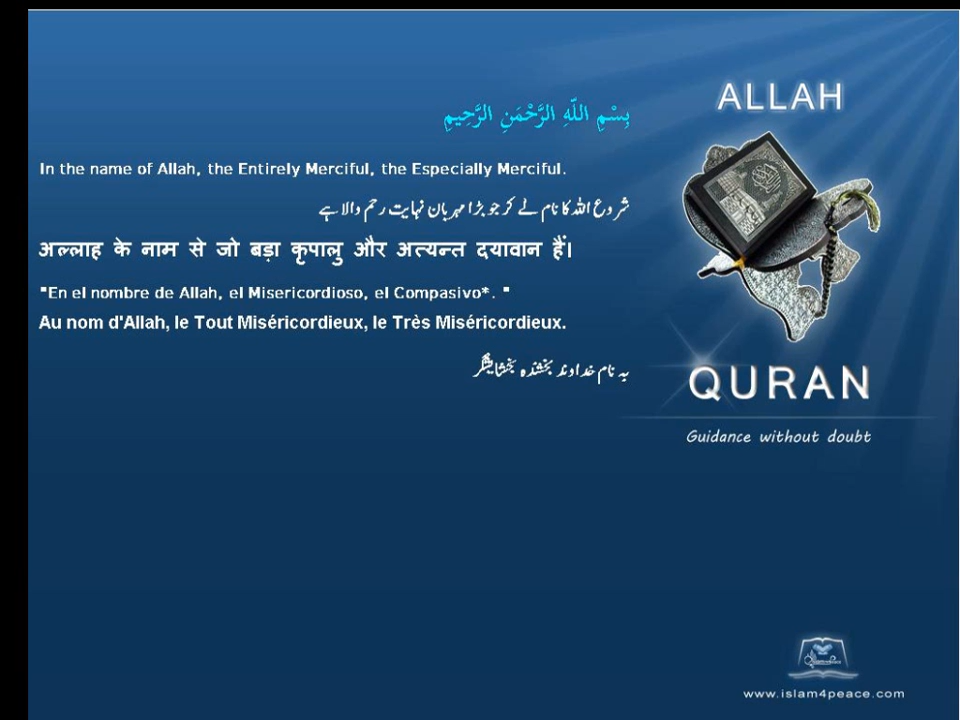 بِسْمِ اللَّهِ الرَّحْمَنِ الرَّحِيمِ
In the name of Allah, the Entirely Merciful, the Especially Merciful.
شروع الله کا نام لے کر جو بڑا مہربان نہایت رحم والا ہے
अल्लाह के नाम से जो बड़ा कृपालु और अत्यन्त दयावान हैं।
"En el nombre de Allah, el Misericordioso, el Compasivo*. "
Au nom d'Allah, le Tout Miséricordieux, le Très Miséricordieux.
به نام خداوند بخشنده بخشایشگر
ALLAH
QURAN
Guidance without doubt
www.islam4peace.com